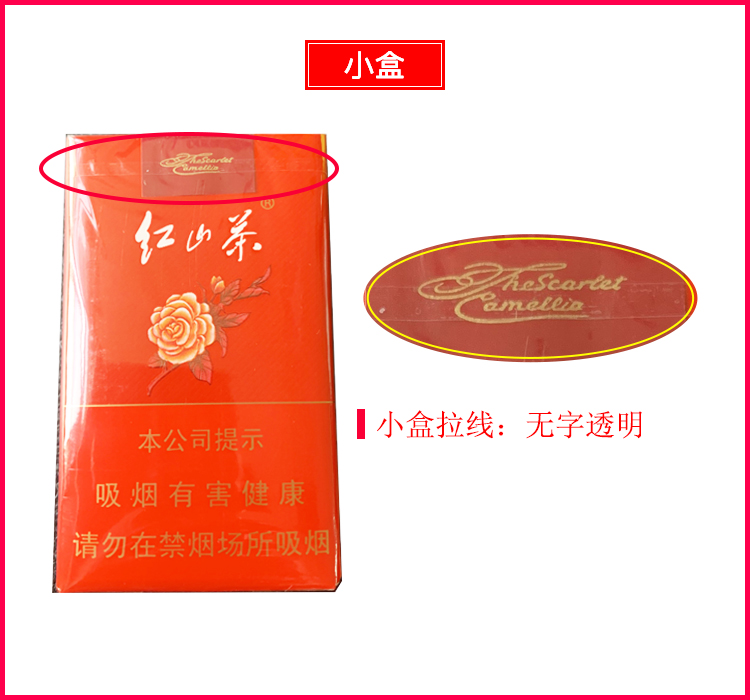 小盒
The Scarlet
Camellia
红山茶®
The Scarlet
Camellia
小盒拉线：无字透明
本公司提示
吸烟有害健康
请勿在禁烟场所吸烟